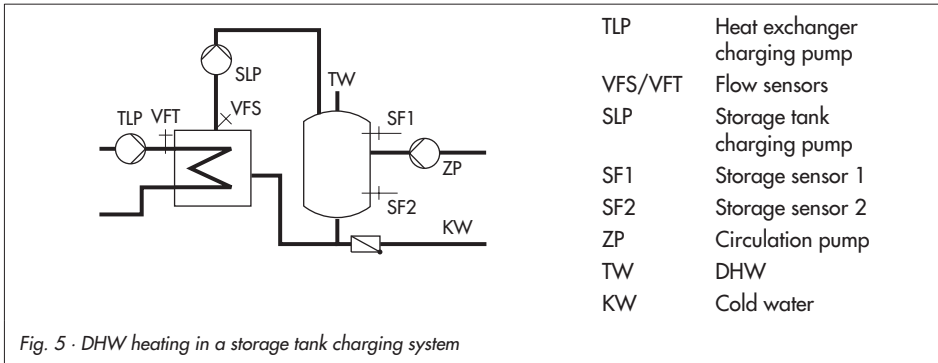 SLP
TW
VFS
TLP VFT
SF1
ZP
SF2
KW
TLP Heat exchanger
charging pump
VFS/VFT Flow sensors
SLP Storage tank
charging pump
SF1 Storage sensor 1
SF2 Storage sensor 2
ZP Circulation pump
TW DHW
KW Cold water
Fig. 5 · DHW heating in a storage tank charging system